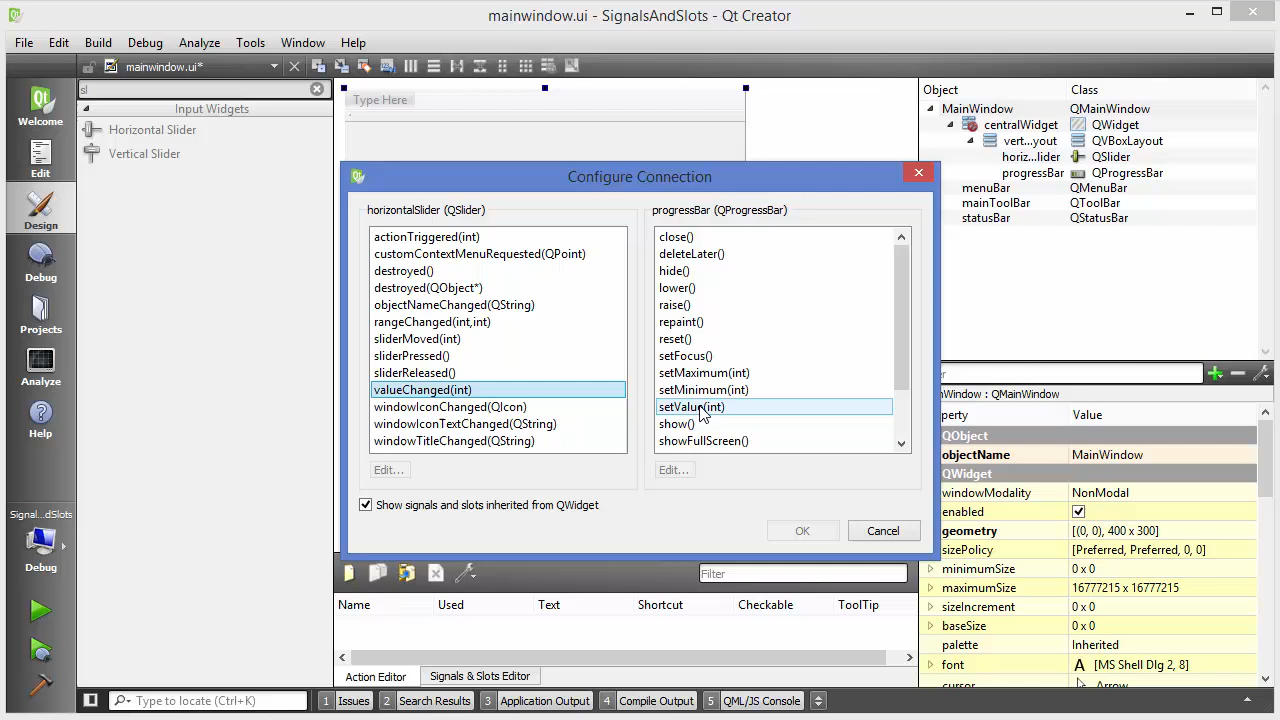 mainwindow.ui - SignalsAndSlots - Qt Creator
File Edit Build Debug Analyze Tools Window Help
mainwindow.ui*
Welcome
Edit
Design
Debug
Projects
Analyze
Help
Signal...dSlots
Debug
sl
Input Widgets
Horizontal Slider
Vertical Slider
Type Here
Configure Connection
horizontalSlider (QSlider)
actionTriggered(int)
customContextMenuRequested(QPoint)
destroyed()
destroyed(QObject*)
objectNameChanged(QString)
rangeChanged(int,int)
sliderMoved(int)
sliderPressed()
sliderReleased()
valueChanged(int)
windowIconChanged(QIcon)
windowIconTextChanged(QString)
windowTitleChanged(QString)
Edit...
progressBar (QProgressBar)
close()
deleteLater()
hide()
lower()
raise()
repaint()
reset()
setFocus()
setMaximum(int)
setMinimum(int)
setValue(int)
show()
showFullScreen()
Edit...
Show signals and slots inherited from QWidget
OK Cancel
Filter
Name Used Text Shortcut Checkable ToolTip
Action Editor Signals & Slots Editor
Object Class
MainWindow QMainWindow
centralWidget QWidget
vert...yout QVBoxLayout
horiz...lider QSlider
progressBar QProgressBar
menuBar QMenuBar
mainToolBar QToolBar
statusBar QStatusBar
Window : QMainWindow
perty Value
QObject
objectName MainWindow
QWidget
windowModality NonModal
enabled
geometry [(0, 0), 400 x 300]
sizePolicy [Preferred, Preferred, 0, 0]
minimumSize 0 x 0
maximumSize 16777215 x 16777215
sizeIncrement 0 x 0
baseSize 0 x 0
palette Inherited
font A [MS Shell Dlg 2, 8]
cursor Arrow
Type to locate (Ctrl+K) 1 Issues 2 Search Results 3 Application Output 4 Compile Output 5 QML/JS Console